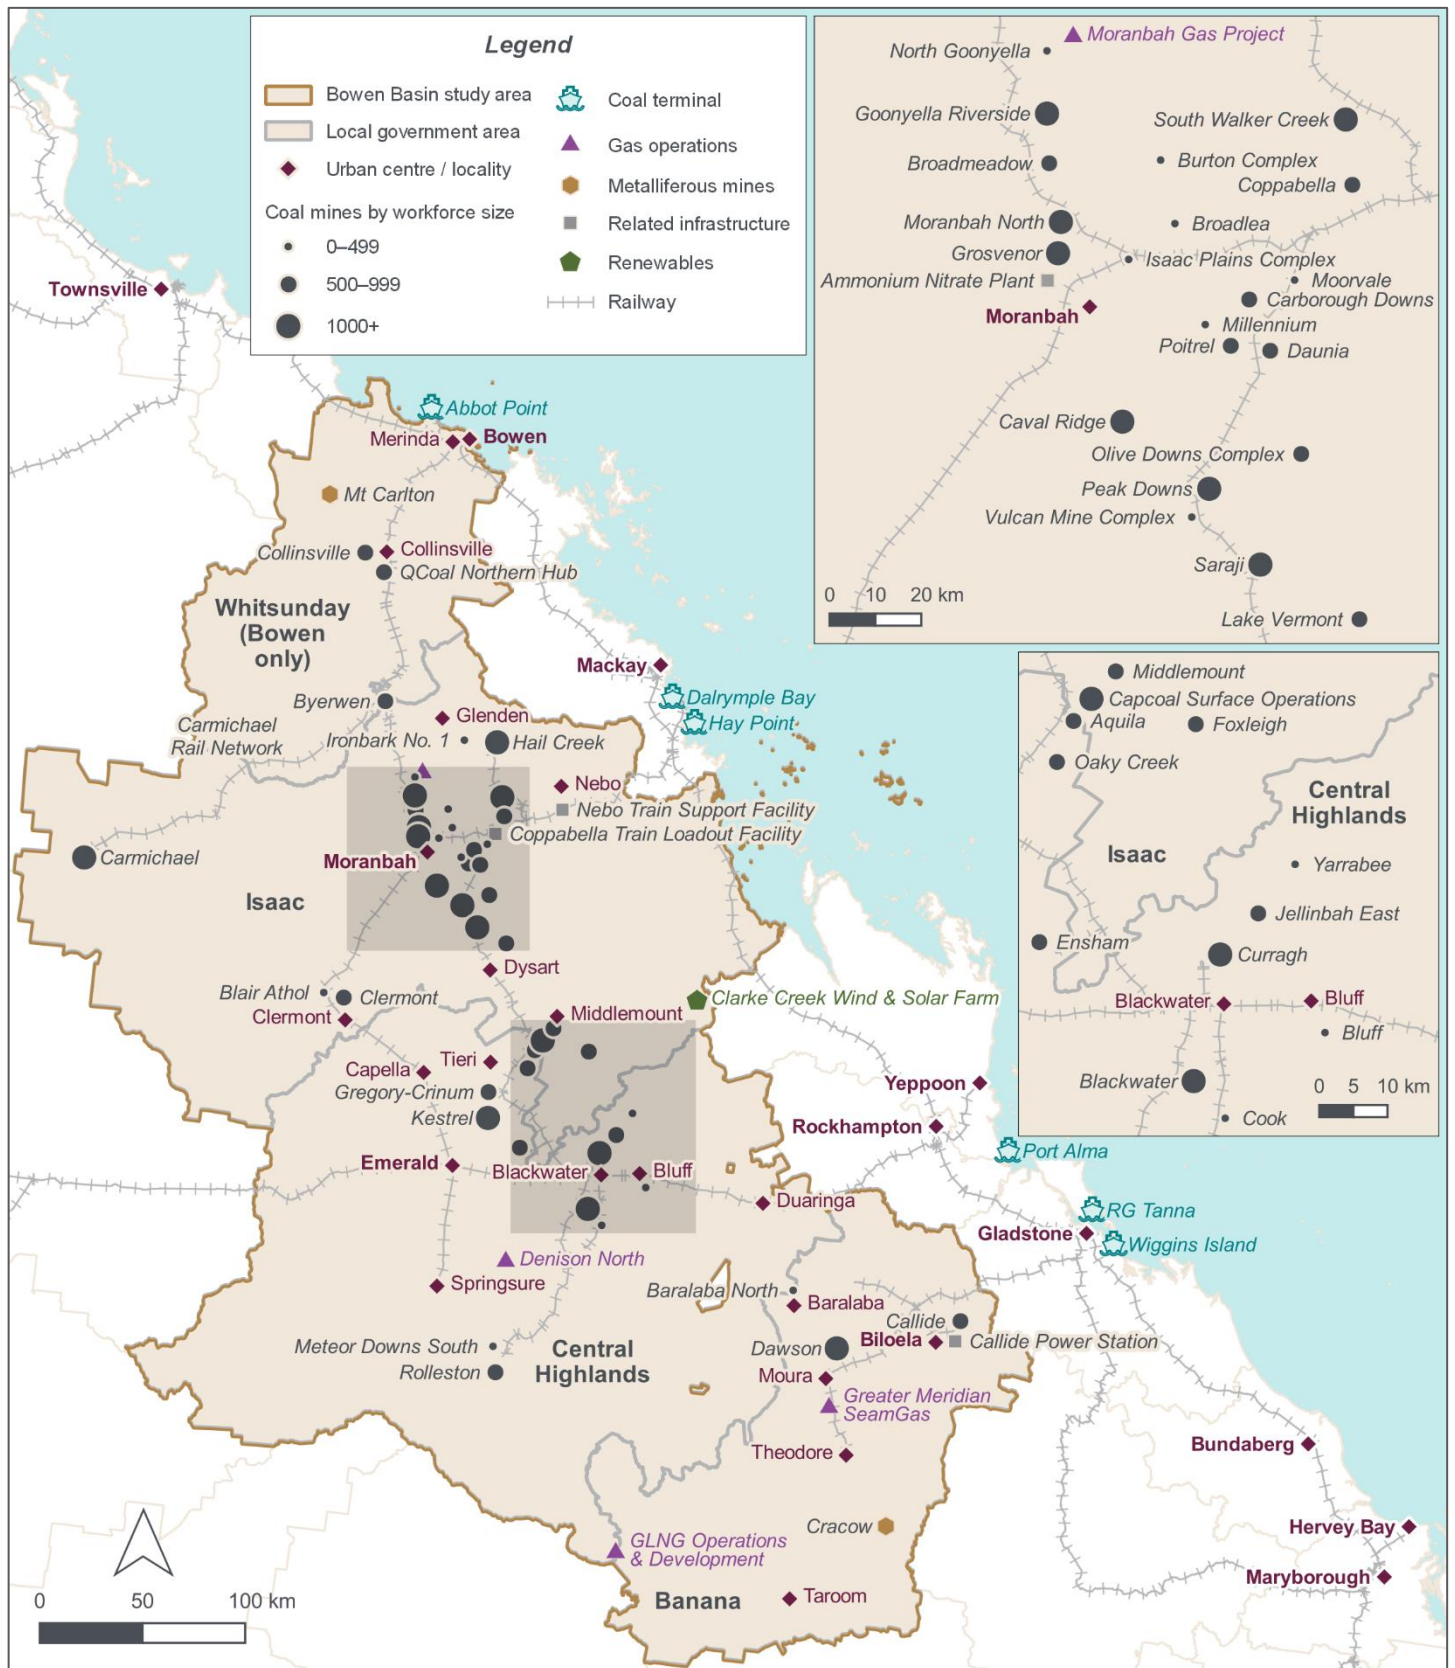 Legend
Bowen Basin study area
Local government area
Urban centre / locality
Coal mines by workforce size
0–499
500–999
1000+
Coal terminal
Gas operations
Metalliferous mines
Related infrastructure
Renewables
Railway
Moranbah Gas Project
North Goonyella
Goonyella Riverside
South Walker Creek
Broadmeadow
Burton Complex
Coppabella
Moranbah North
Broadlea
Grosvenor
Isaac Plains Complex
Ammonium Nitrate Plant
Moorvale
Carborough Downs
Moranbah
Millennium
Poitrel
Daunia
Caval Ridge
Olive Downs Complex
Peak Downs
Vulcan Mine Complex
Saraji
0 10 20 km
Lake Vermont
Middlemount
Capcoal Surface Operations
Aquila
Foxleigh
Oaky Creek
Central
Highlands
Isaac
Yarrabee
Jellinbah East
Ensham
Curragh
Blackwater
Bluff
Bluff
Blackwater
0 5 10 km
Cook
Townsville
Abbot Point
Merinda
Bowen
Mt Carlton
Collinsville
Collinsville
QCoal Northern Hub
Whitsunday
(Bowen
only)
Mackay
Dalrymple Bay
Hay Point
Byerwen
Glenden
Carmichael
Rail Network
Ironbark No. 1
Hail Creek
Nebo
Nebo Train Support Facility
Coppabella Train Loadout Facility
Carmichael
Moranbah
Isaac
Dysart
Blair Athol
Clermont
Clermont
Clarke Creek Wind & Solar Farm
Middlemount
Tieri
Capella
Gregory-Crinum
Kestrel
Yeppoon
Rockhampton
Port Alma
Emerald
Blackwater
Bluff
Duaringa
RG Tanna
Gladstone
Wiggins Island
Denison North
Springsure
Baralaba North
Baralaba
Callide
Biloela
Callide Power Station
Meteor Downs South
Rolleston
Central
Highlands
Dawson
Moura
Greater Meridian
SeamGas
Theodore
Bundaberg
Cracow
Hervey Bay
GLNG Operations
& Development
Maryborough
Banana
Taroom
0 50 100 km